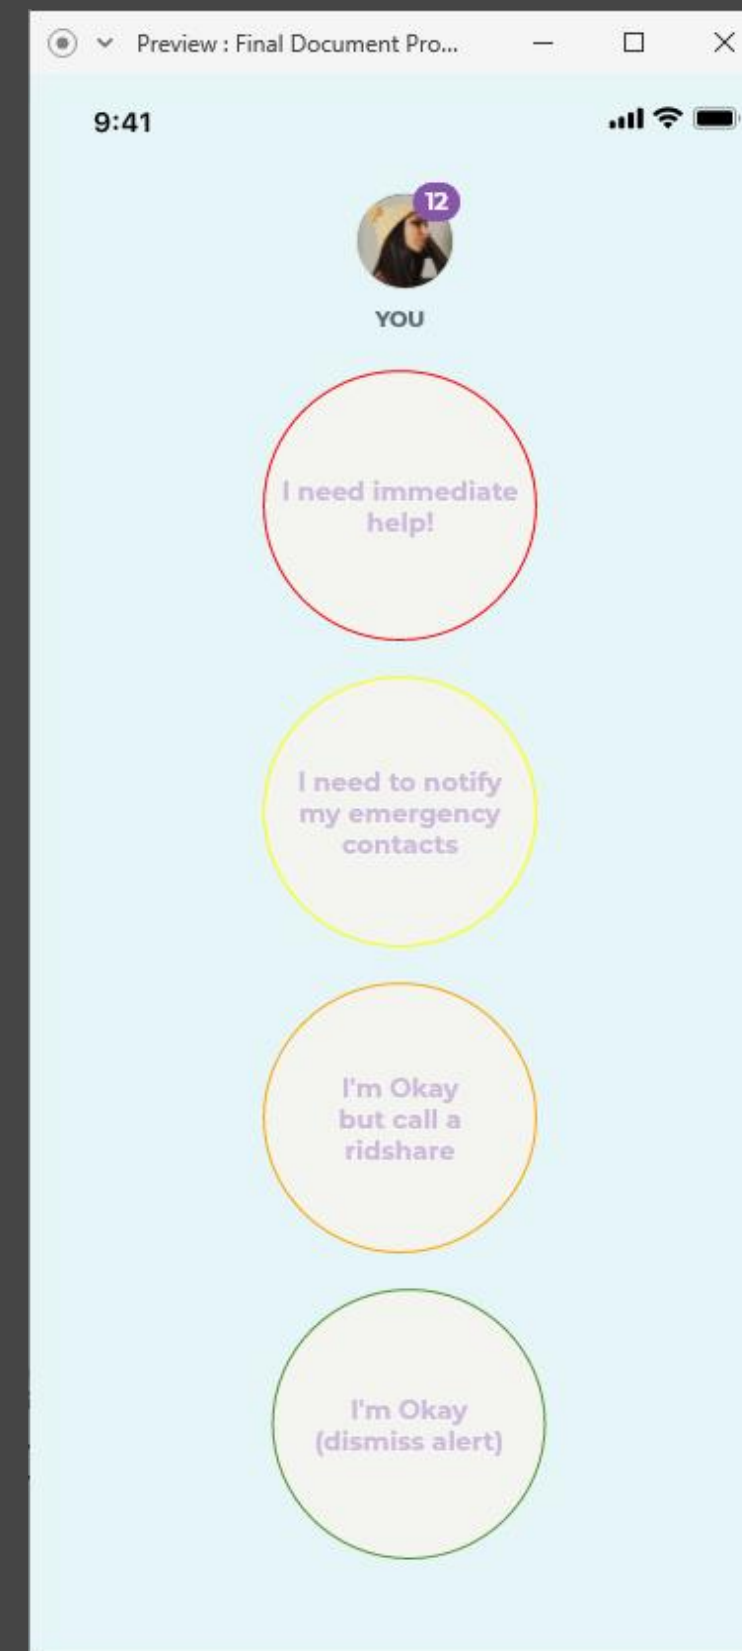 Preview : Final Document Pro...
9:41
12
YOU
I need immediate
help!
I need to notify
my emergency
contacts
I'm Okay
but call a
ridshare
I'm Okay
(dismiss alert)